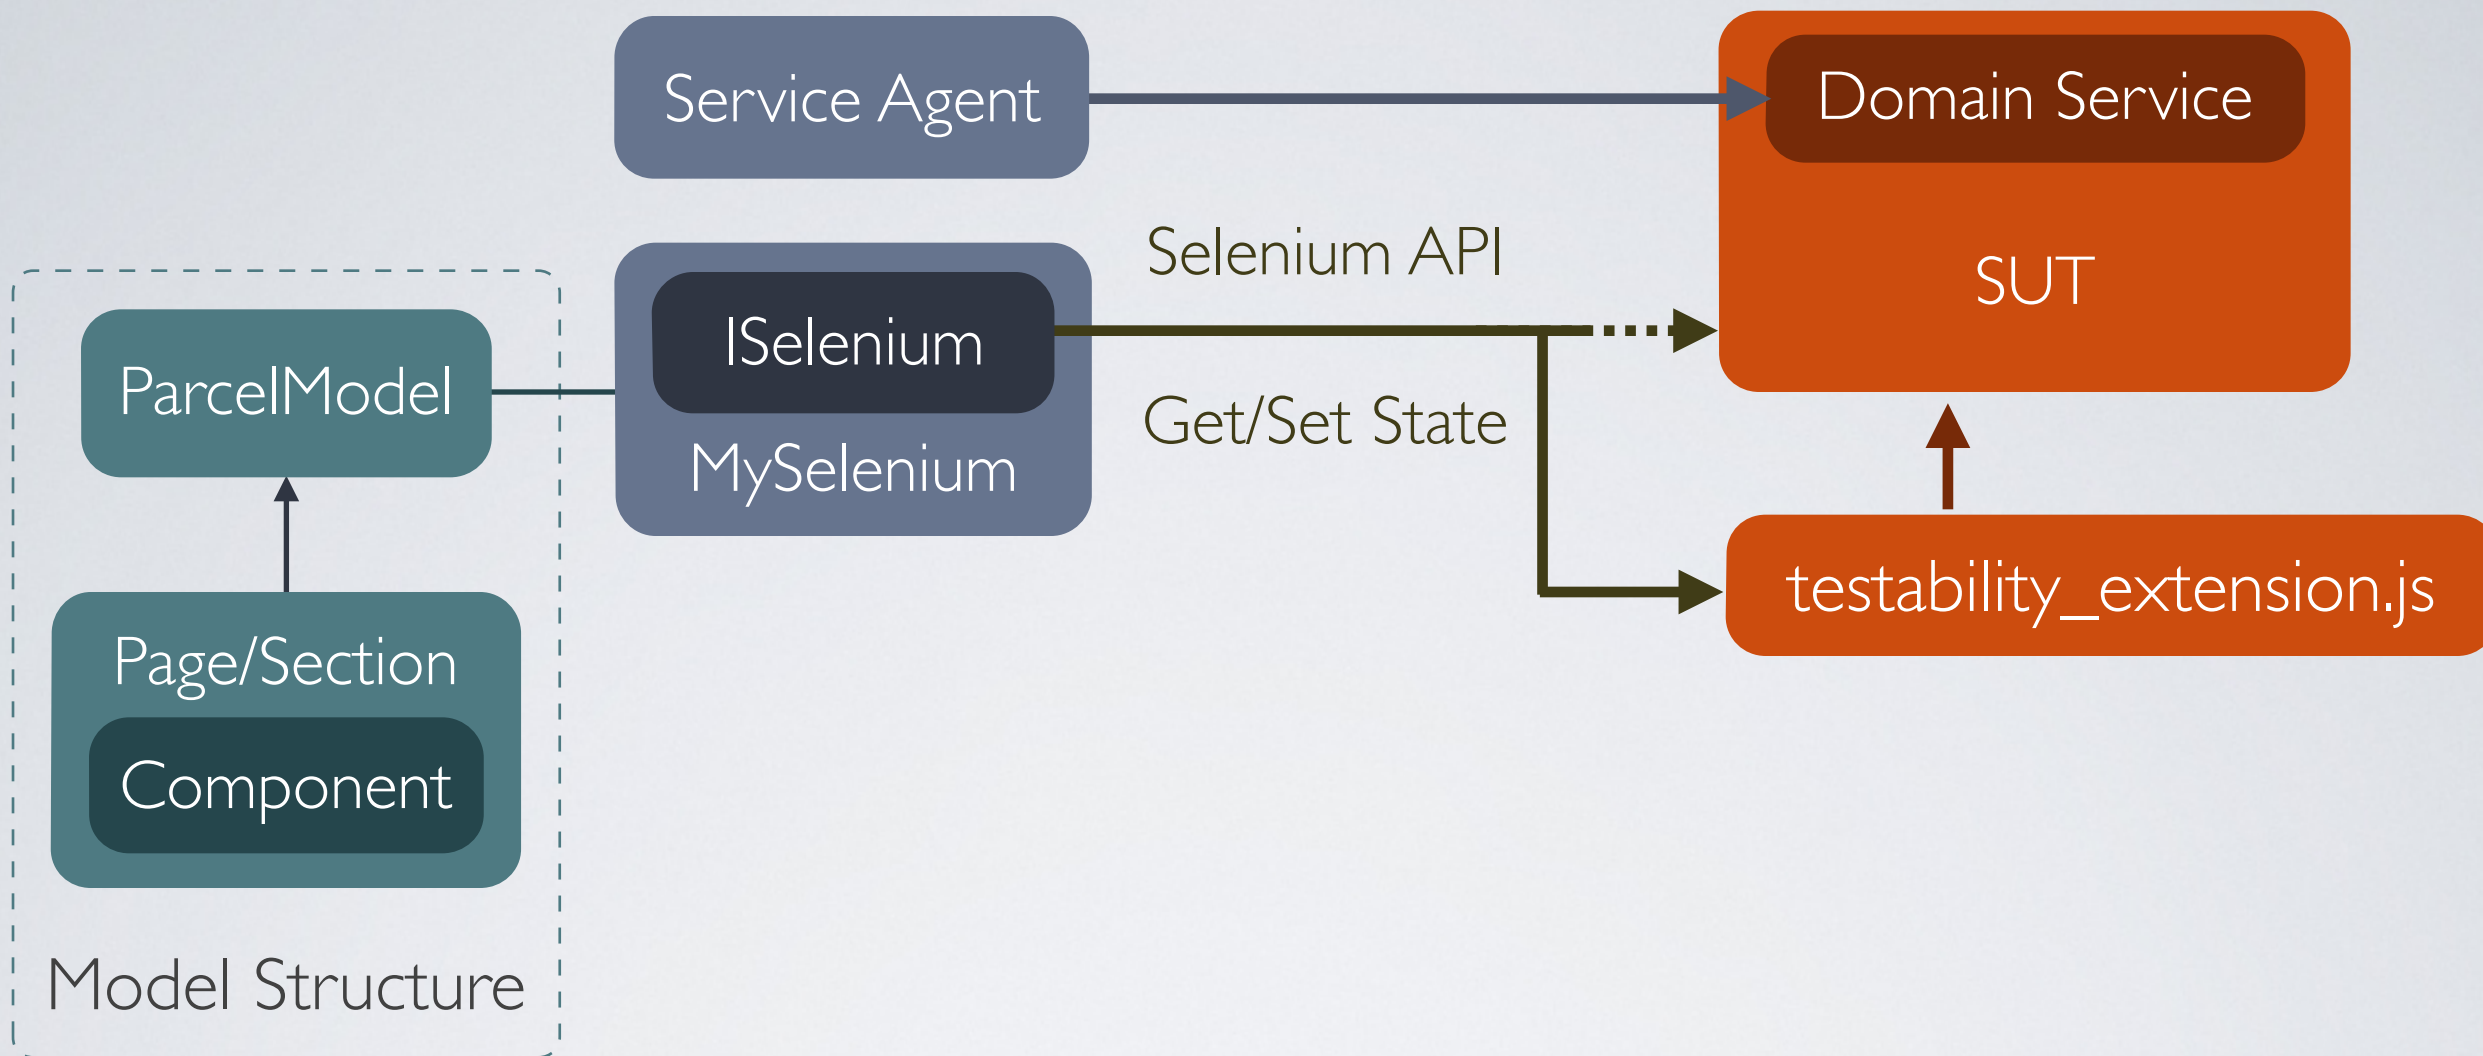 Service Agent
Domain Service
Selenium API
SUT
ISelenium
ParcelModel
Get/Set State
MySelenium
testability_extension.js
Page/Section
Component
Model Structure